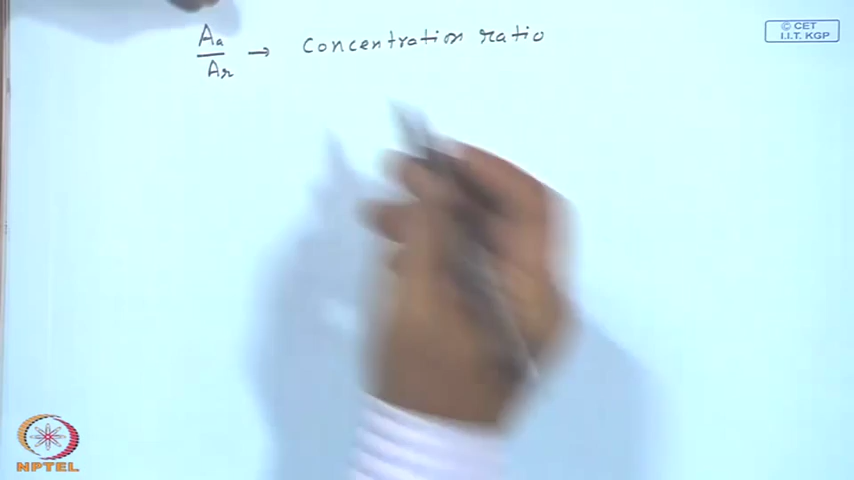 Aa/Ar → Concentration ratio
© CET
I.I.T. KGP
NPTEL